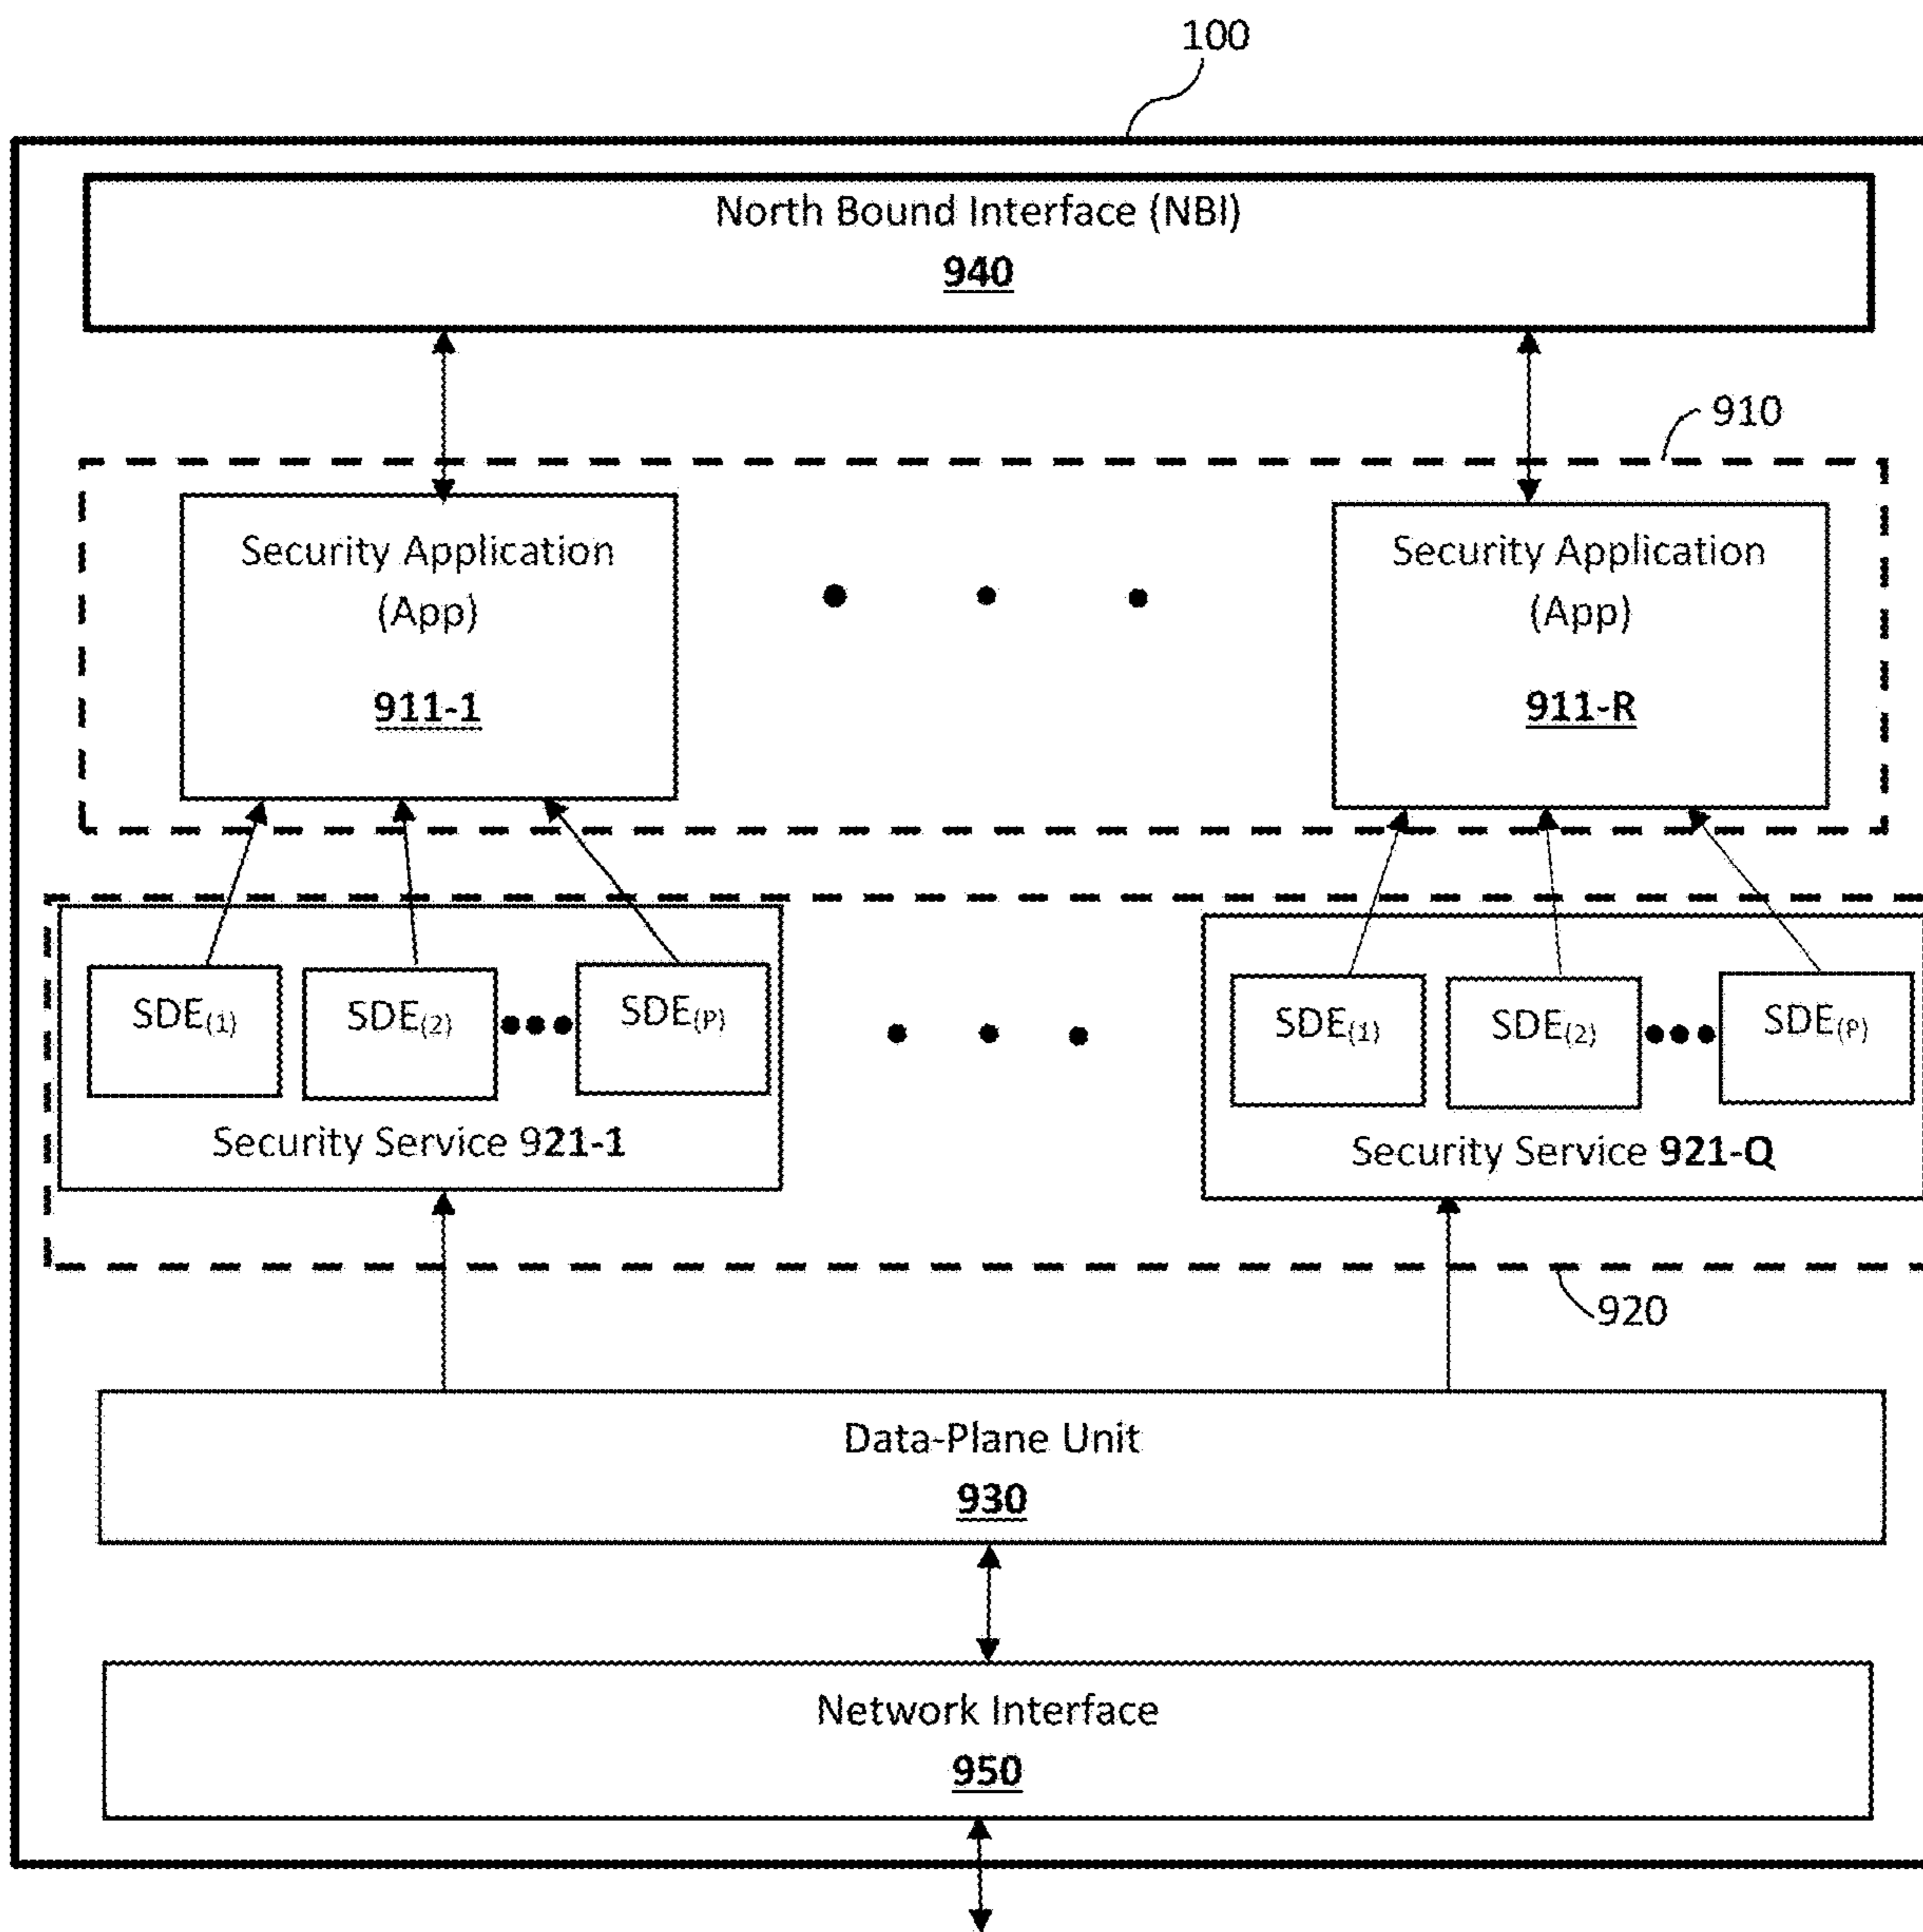 100
North Bound Interface (NBI)
940
910
Security Application
(App)
911-1
Security Application
(App)
911-R
SDE(1)
SDE(2)
SDE(P)
Security Service 921-1
SDE(1)
SDE(2)
SDE(P)
Security Service 921-Q
920
Data-Plane Unit
930
Network Interface
950